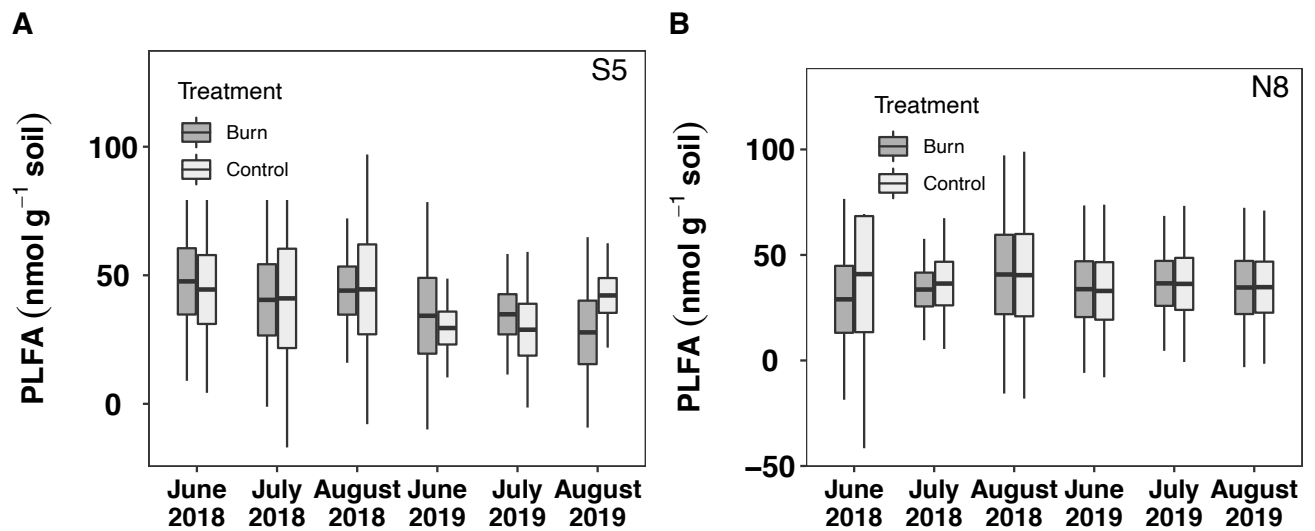 A
S5
Treatment
Burn
Control
PLFA (nmol g⁻¹ soil)
100
50
0
June July August June July August
2018 2018 2018 2019 2019 2019
B
N8
Treatment
Burn
Control
PLFA (nmol g⁻¹ soil)
100
50
0
−50
June July August June July August
2018 2018 2018 2019 2019 2019